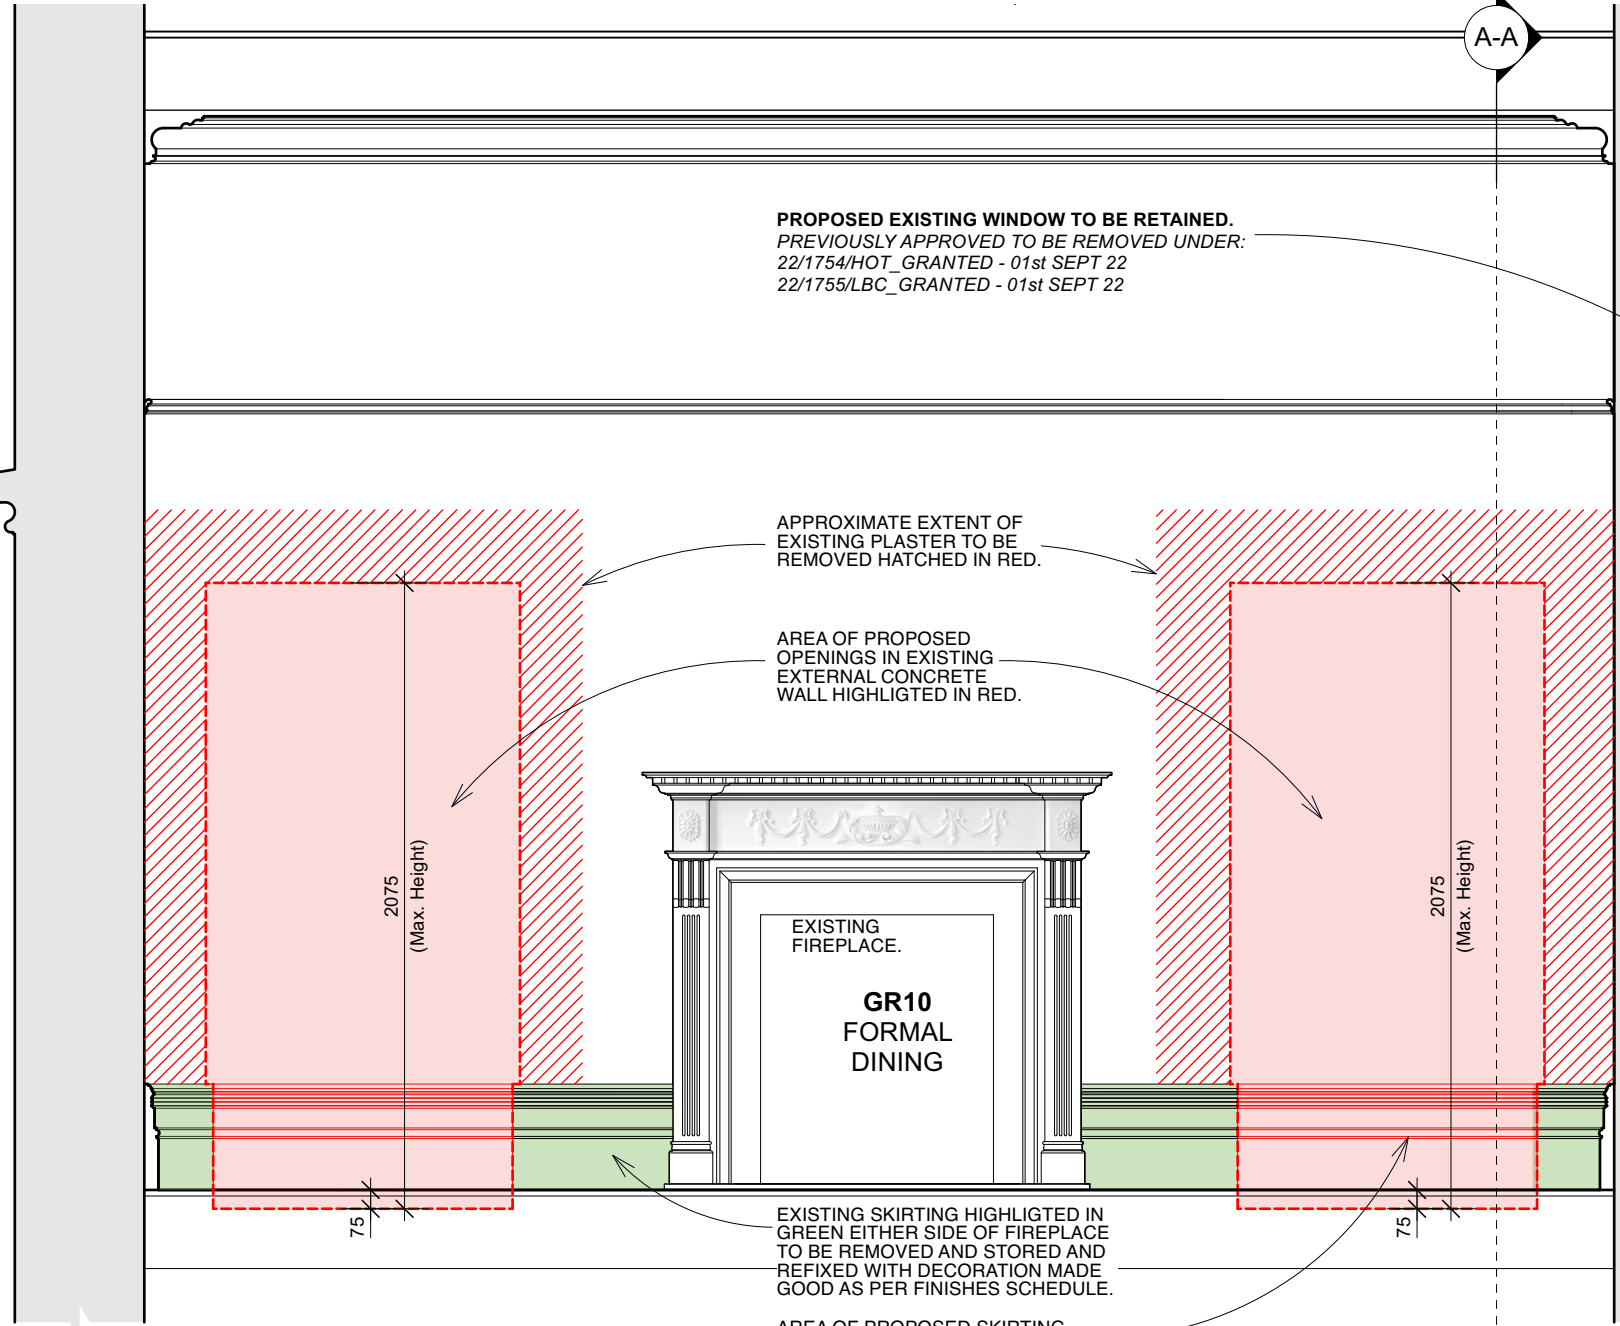 A-A
PROPOSED EXISTING WINDOW TO BE RETAINED.
PREVIOUSLY APPROVED TO BE REMOVED UNDER:
22/1754/HOT_GRANTED - 01st SEPT 22
22/1755/LBC_GRANTED - 01st SEPT 22
APPROXIMATE EXTENT OF
EXISTING PLASTER TO BE
REMOVED HATCHED IN RED.
AREA OF PROPOSED
OPENINGS IN EXISTING
EXTERNAL CONCRETE
WALL HIGHLIGTED IN RED.
2075
(Max. Height)
2075
(Max. Height)
EXISTING
FIREPLACE.
GR10
FORMAL
DINING
75
75
EXISTING SKIRTING HIGHLIGTED IN
GREEN EITHER SIDE OF FIREPLACE
TO BE REMOVED AND STORED AND
REFIXED WITH DECORATION MADE
GOOD AS PER FINISHES SCHEDULE.
AREA OF PROPOSED SKIRTING